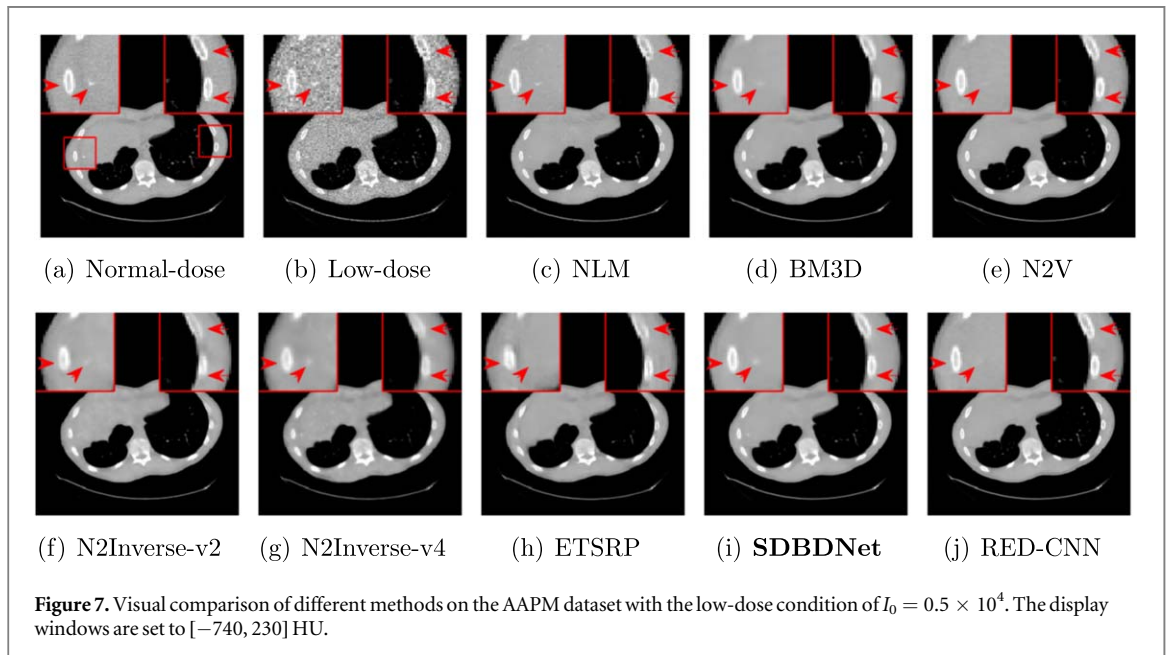 (a) Normal-dose
(b) Low-dose
(c) NLM
(d) BM3D
(e) N2V
(f) N2Inverse-v2
(g) N2Inverse-v4
(h) ETSRP
(i) SDBDNet
(j) RED-CNN
Figure 7. Visual comparison of different methods on the AAPM dataset with the low-dose condition of I₀ = 0.5 × 10⁴. The display
windows are set to [−740, 230] HU.